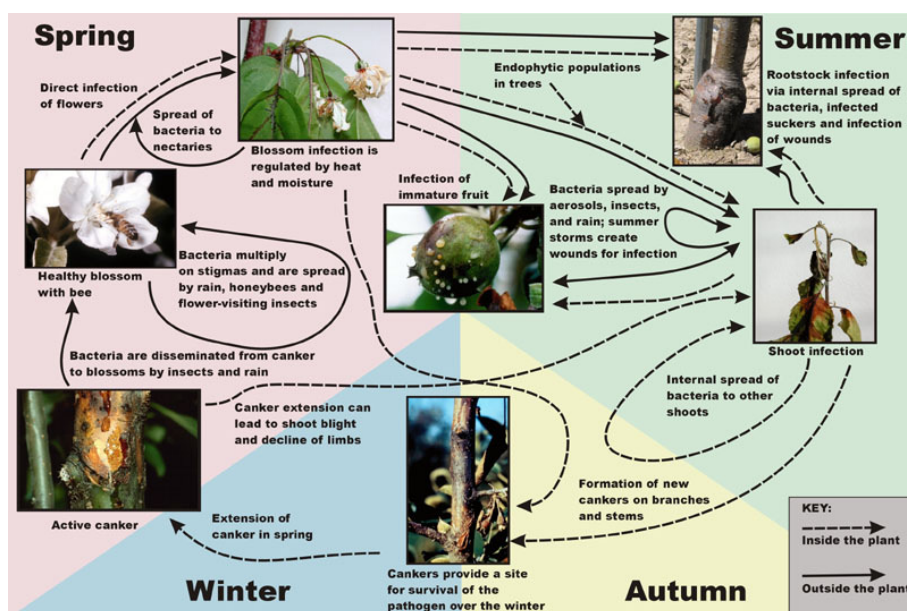 Spring
Summer
Direct infection
of flowers
Spread of
bacteria to
nectaries
Blossom infection is
regulated by heat
and moisture
Endophytic populations
in trees
Rootstock infection
via internal spread of
bacteria, infected
suckers and infection
of wounds
Infection of
immature fruit
Bacteria spread by
aerosols, insects,
and rain; summer
storms create
wounds for infection
Healthy blossom
with bee
Bacteria multiply
on stigmas and are spread
by rain, honeybees and
flower-visiting insects
Bacteria are disseminated from canker
to blossoms by insects and rain
Shoot infection
Internal spread of
bacteria to other
shoots
Canker extension can
lead to shoot blight
and decline of limbs
Active canker
Extension of
canker in spring
Formation of new
cankers on branches
and stems
Cankers provide a site
for survival of the
pathogen over the winter
Winter
Autumn
KEY:
Inside the plant
Outside the plant